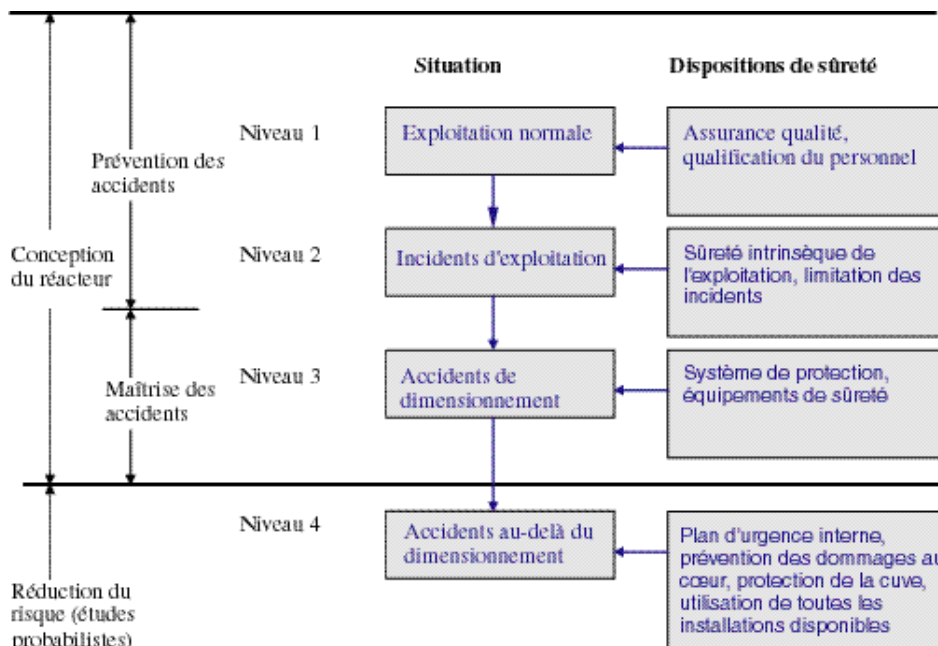 Situation
Dispositions de sûreté
Niveau 1
Exploitation normale
Assurance qualité,
qualification du personnel
Prévention des
accidents
Conception
du réacteur
Niveau 2
Incidents d'exploitation
Sûreté intrinsèque de
l'exploitation, limitation des
incidents
Maîtrise des
accidents
Niveau 3
Accidents de
dimensionnement
Système de protection,
équipements de sûreté
Niveau 4
Accidents au-delà du
dimensionnement
Plan d'urgence interne,
prévention des dommages au
cœur, protection de la cuve,
utilisation de toutes les
installations disponibles
Réduction du
risque (études
probabilistes)